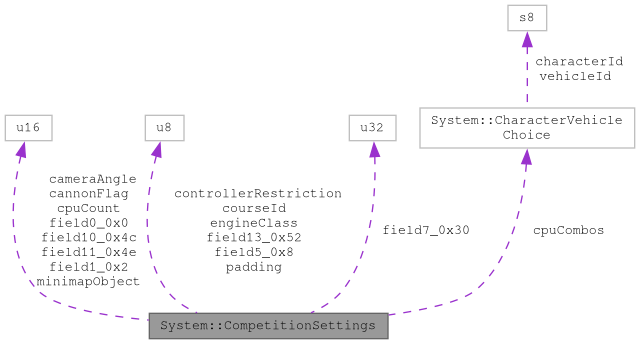 s8
characterId
vehicleId
u16
u8
u32
System::CharacterVehicle
Choice
cameraAngle
cannonFlag
cpuCount
field0_0x0
field10_0x4c
field11_0x4e
field1_0x2
minimapObject
controllerRestriction
courseId
engineClass
field13_0x52
field5_0x8
padding
field7_0x30
cpuCombos
System::CompetitionSettings